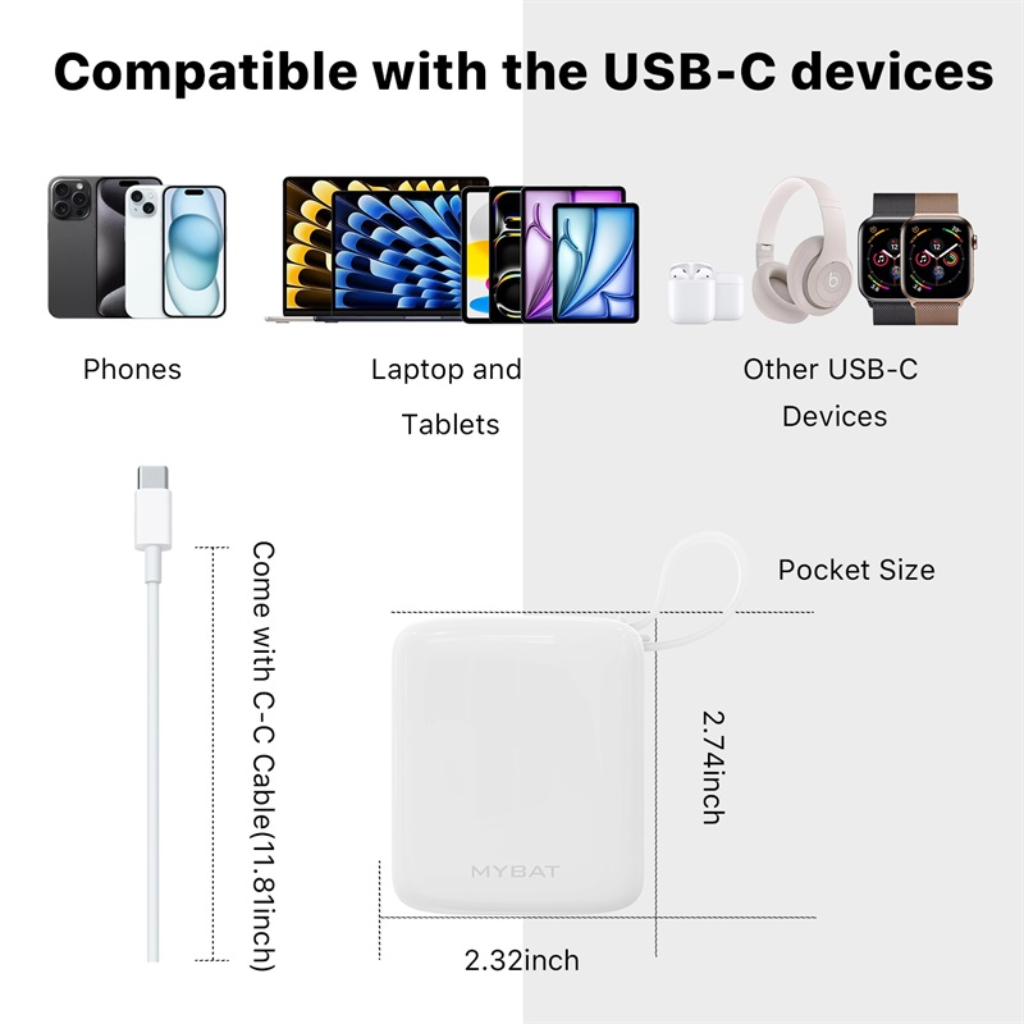 Compatible with the USB-C devices
Phones
Laptop and
Tablets
Other USB-C
Devices
Come with C-C Cable(11.81inch)
Pocket Size
2.74inch
MYBAT
2.32inch